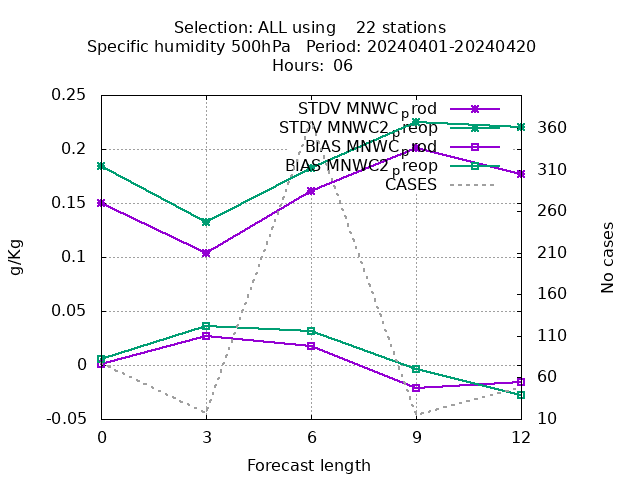 Selection: ALL using    22 stations
Specific humidity 500hPa   Period: 20240401-20240420
Hours:  06
STDV MNWC_prod
STDV MNWC2_preop
BIAS MNWC_prod
BIAS MNWC2_preop
CASES
0.25
0.2
0.15
0.1
0.05
0
-0.05
g/Kg
360
310
260
210
160
110
60
10
No cases
0 3 6 9 12
Forecast length